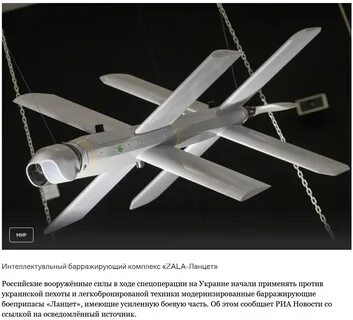 МИР
Интеллектуальный барражирующий комплекс «ZALA-Ланцет»
Российские вооружённые силы в ходе спецоперации на Украине начали применять против
украинской пехоты и легкобронированой техники модернизированные барражирующие
боеприпасы «Ланцет», имеющие усиленную боевую часть. Об этом сообщает РИА Новости со
ссылкой на осведомлённый источник.